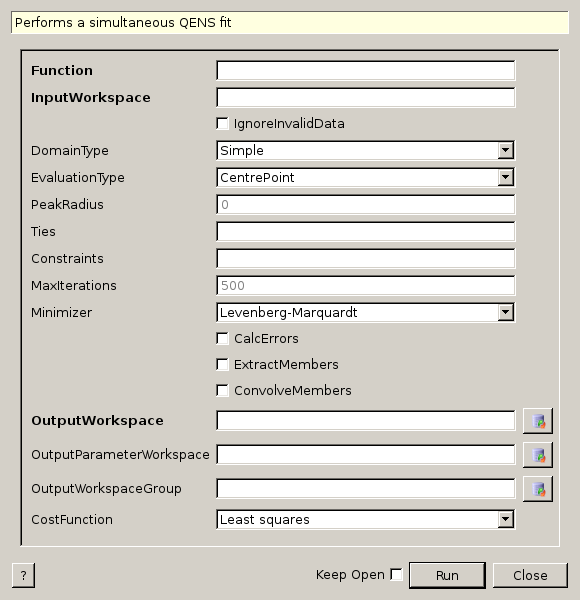 Performs a simultaneous QENS fit
Function
InputWorkspace
IgnoreInvalidData
DomainType Simple
EvaluationType CentrePoint
PeakRadius 0
Ties
Constraints
MaxIterations 500
Minimizer Levenberg-Marquardt
CalcErrors
ExtractMembers
ConvolveMembers
OutputWorkspace
OutputParameterWorkspace
OutputWorkspaceGroup
CostFunction Least squares
? Keep Open Run Close